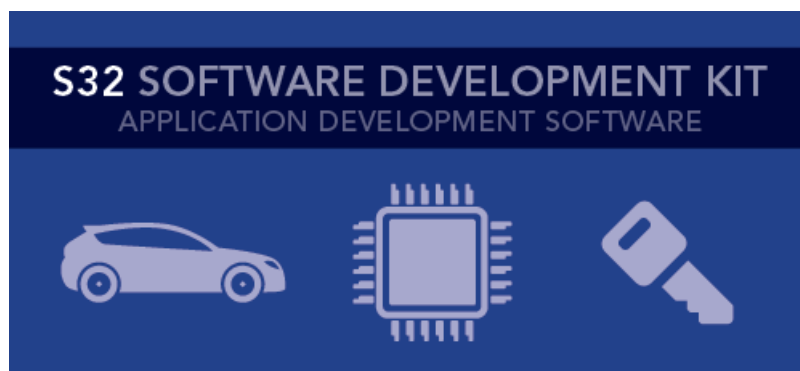 S32 SOFTWARE DEVELOPMENT KIT
APPLICATION DEVELOPMENT SOFTWARE